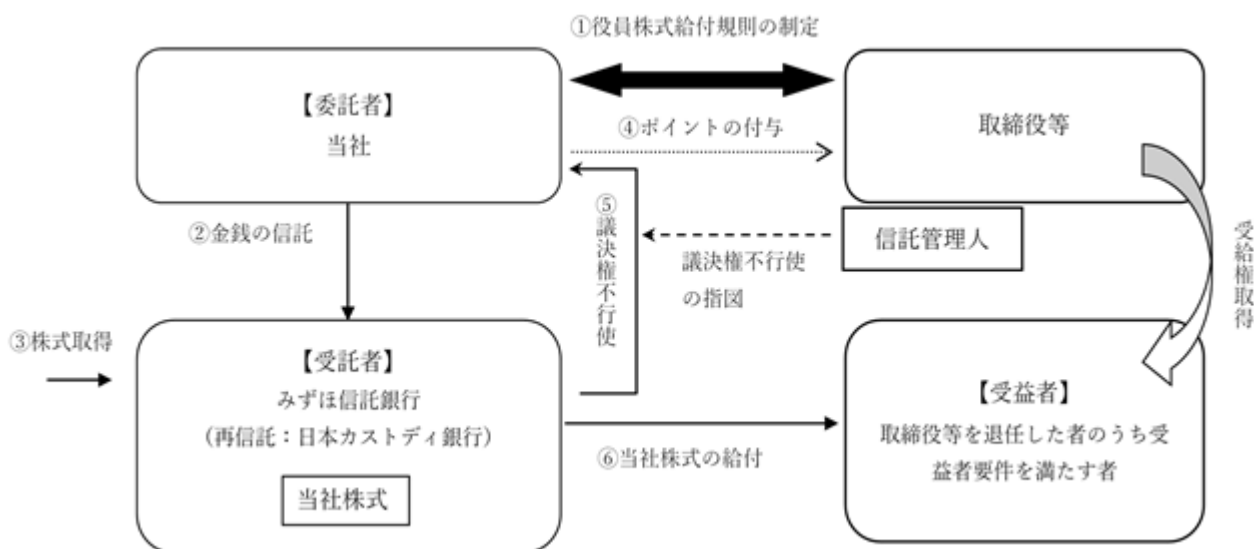 ①役員株式給付規則の制定
【委託者】
当社
取締役等
④ポイントの付与
②金銭の信託
⑤議決権不行使
信託管理人
議決権不行使
の指図
受給権取得
③株式取得
【受託者】
みずほ信託銀行
（再信託：日本カストディ銀行）
当社株式
⑥当社株式の給付
【受益者】
取締役等を退任した者のうち受
益者要件を満たす者